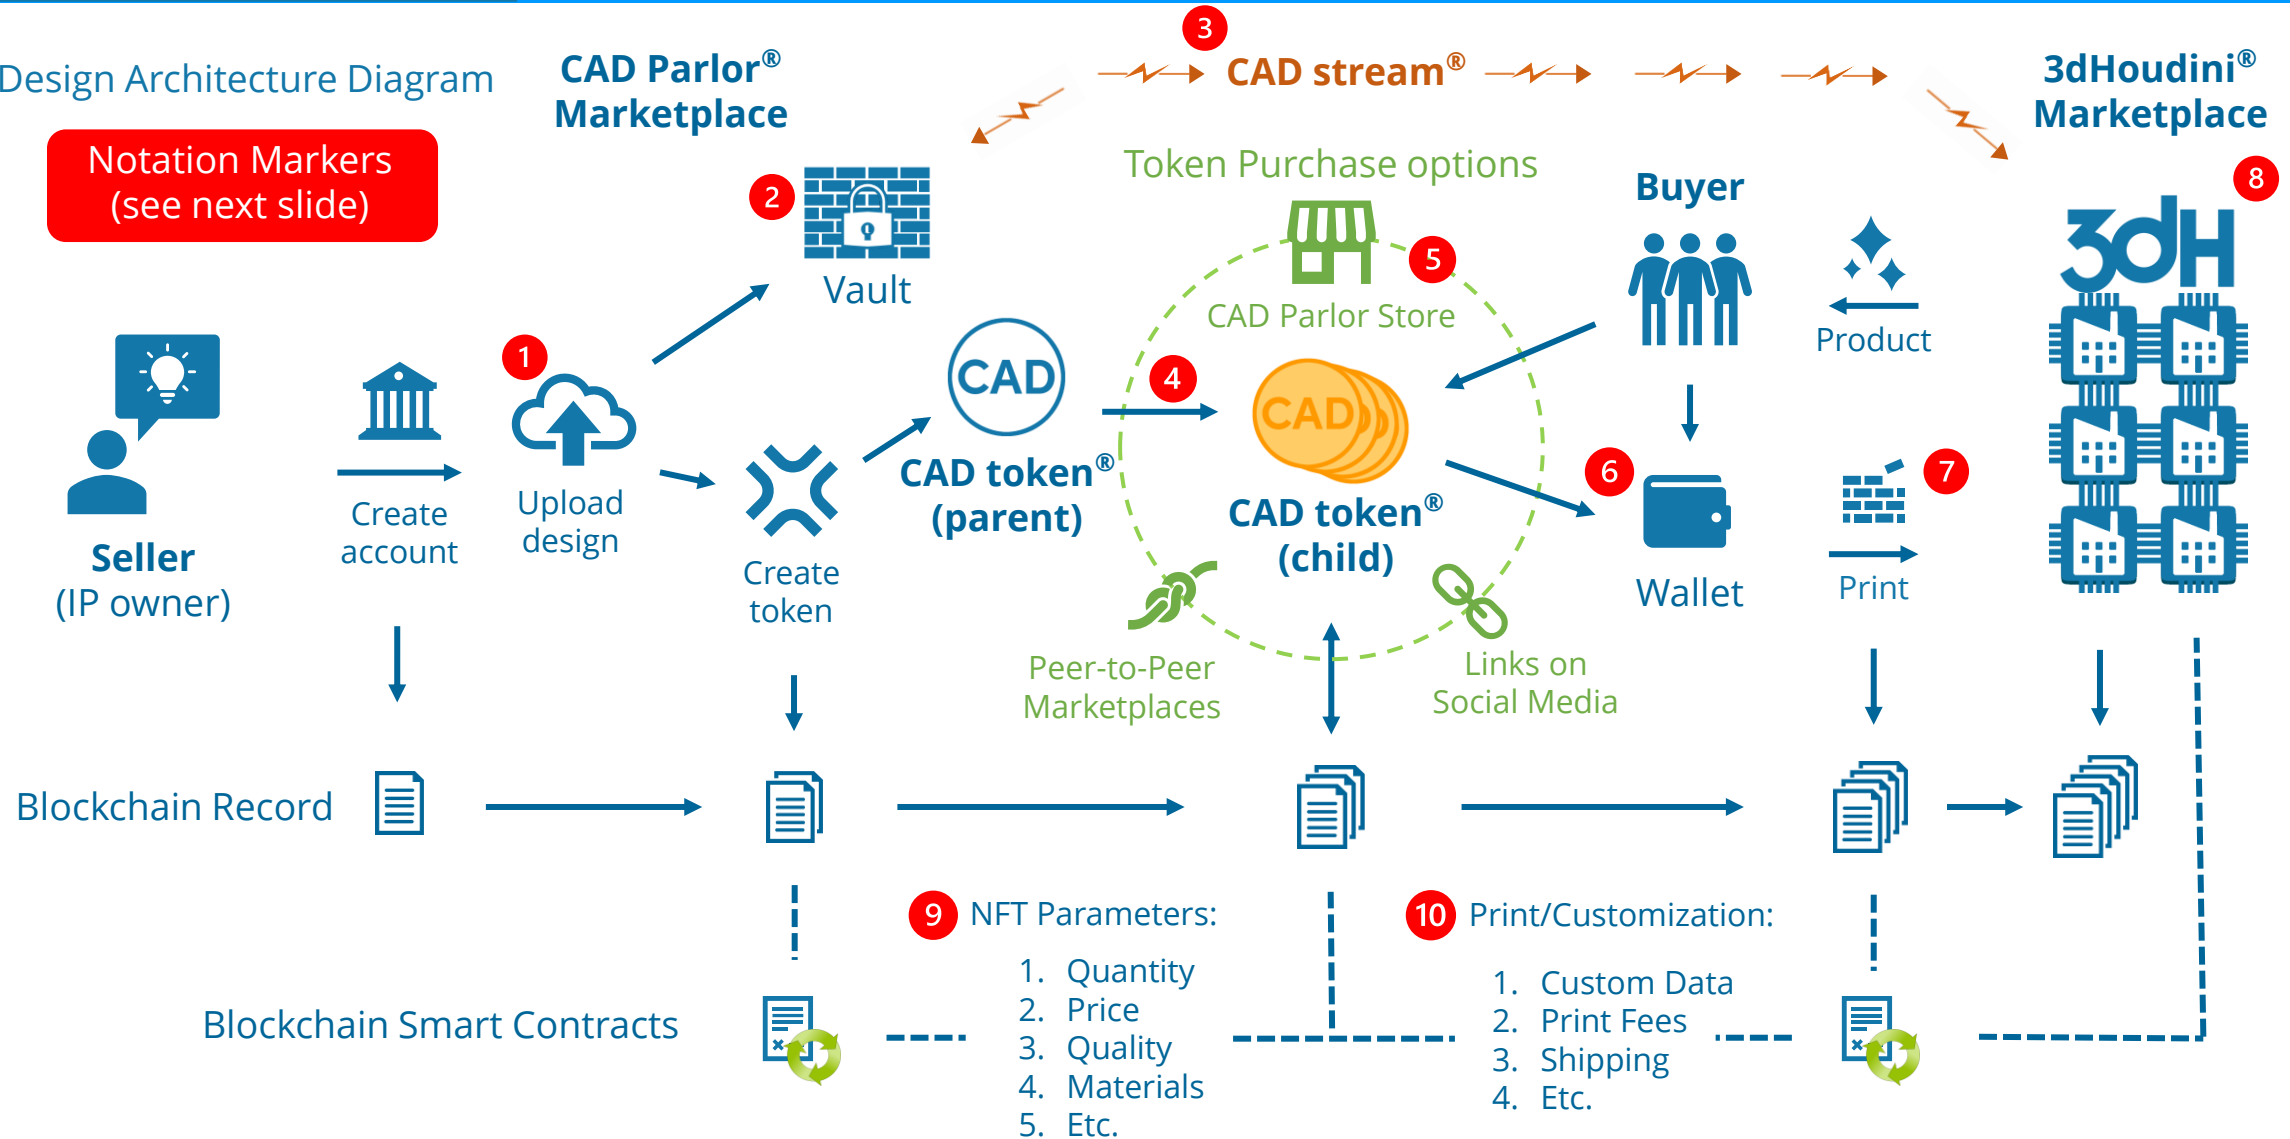 Design Architecture Diagram
Notation Markers
(see next slide)
CAD Parlor®
Marketplace
3
CAD stream®
3dHoudini®
Marketplace
2
Vault
Token Purchase options
5
CAD Parlor Store
Buyer
Product
8
3dH
Seller
(IP owner)
Create
account
1
Upload
design
Create
token
CAD
CAD token®
(parent)
4
CAD
CAD token®
(child)
Peer-to-Peer
Marketplaces
Links on
Social Media
6
Wallet
7
Print
Blockchain Record
Blockchain Smart Contracts
9 NFT Parameters:
1. Quantity
2. Price
3. Quality
4. Materials
5. Etc.
10 Print/Customization:
1. Custom Data
2. Print Fees
3. Shipping
4. Etc.